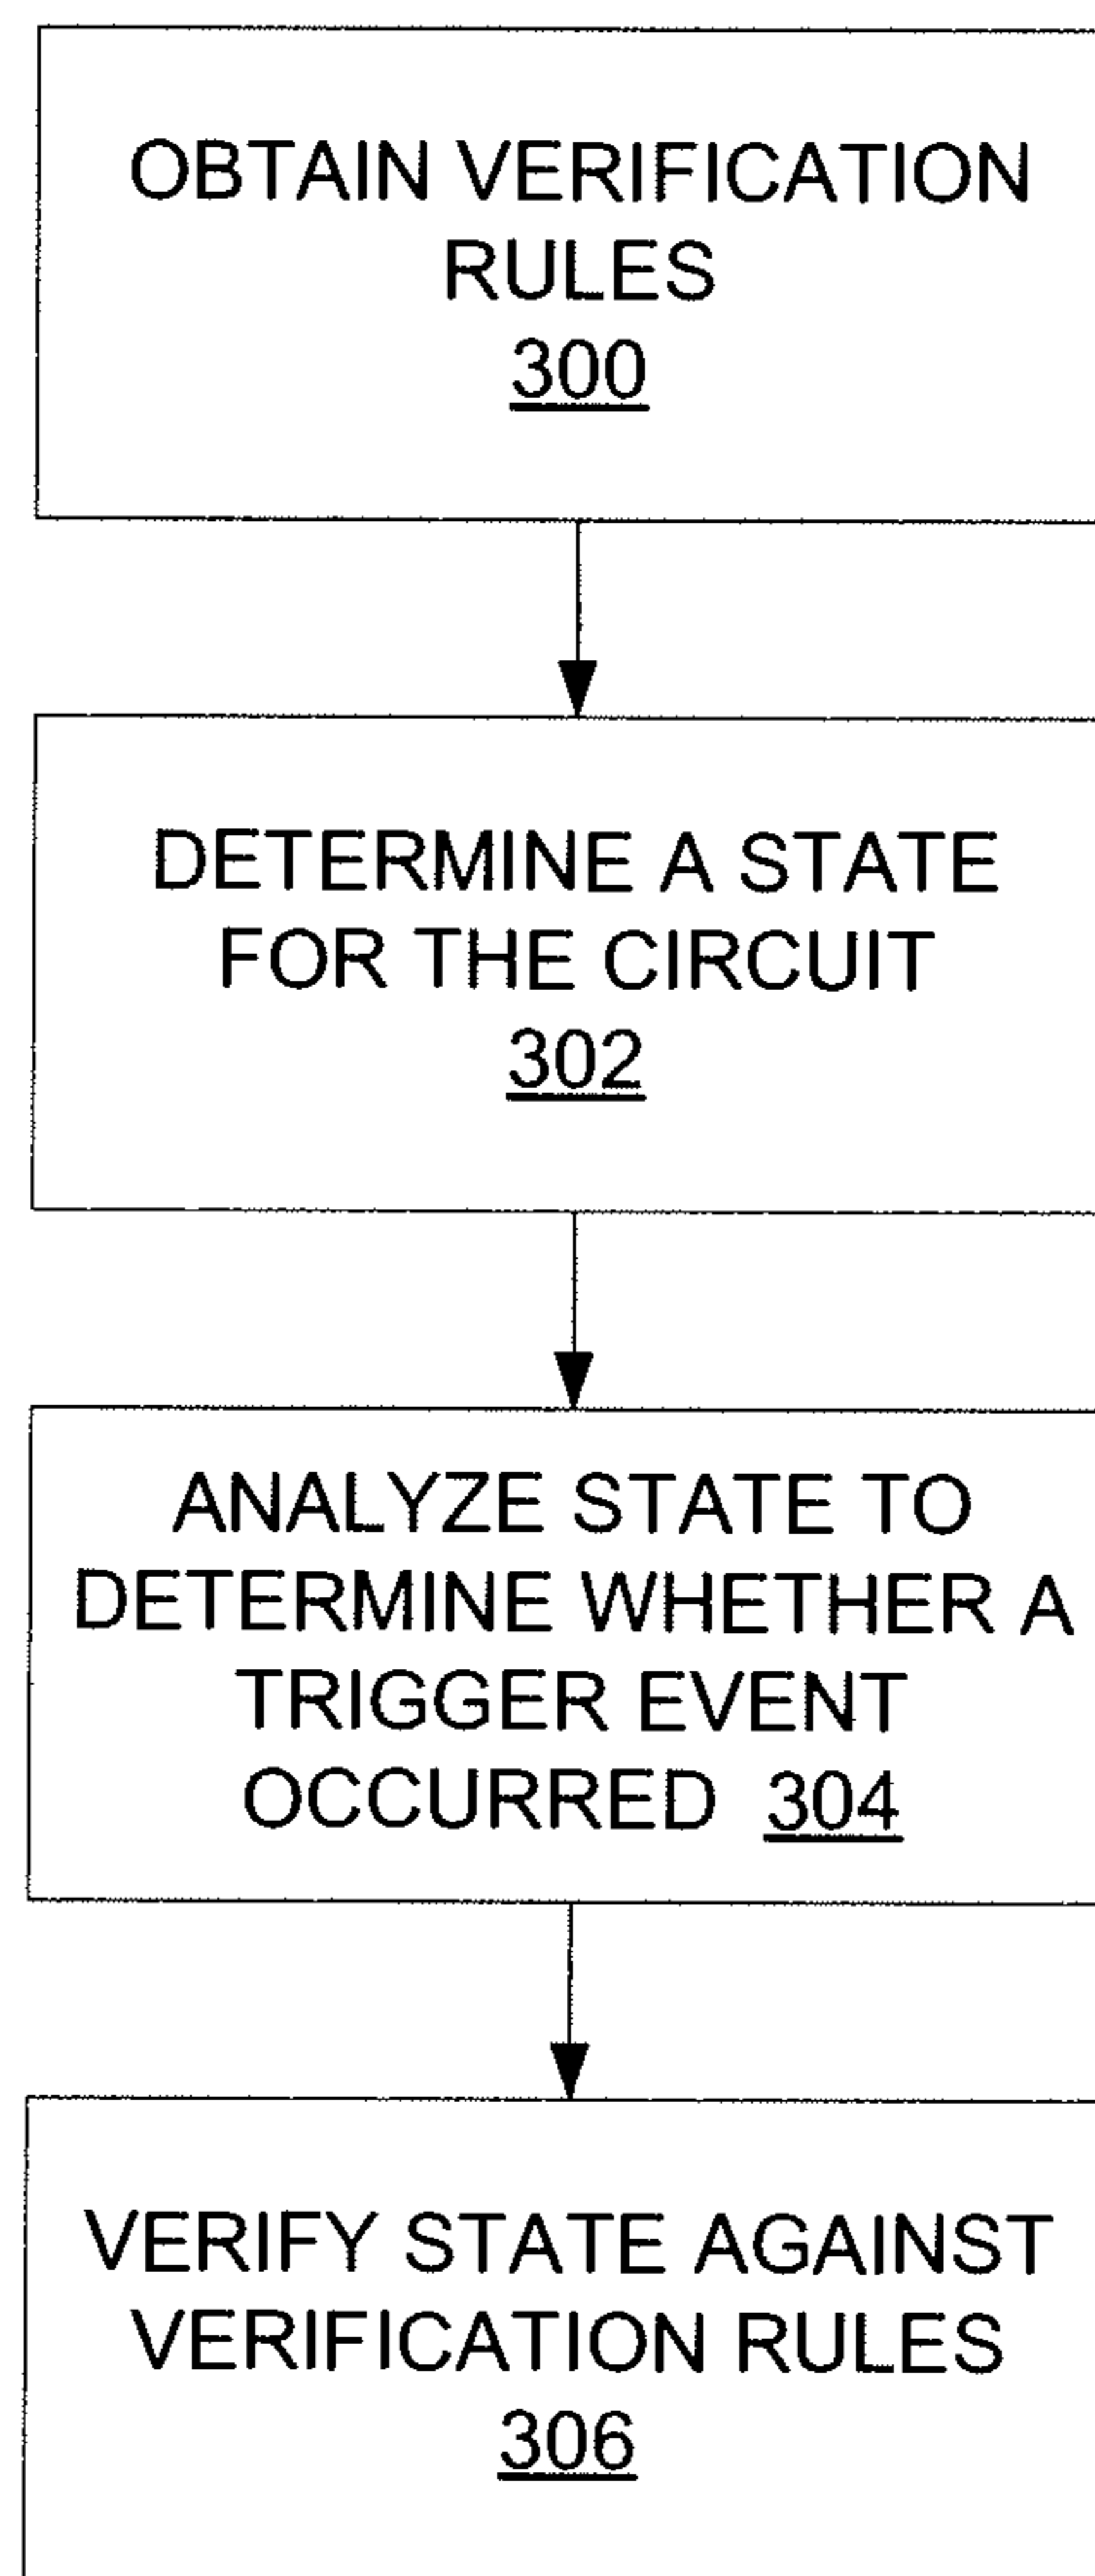 OBTAIN VERIFICATION
RULES
300
DETERMINE A STATE
FOR THE CIRCUIT
302
ANALYZE STATE TO
DETERMINE WHETHER A
TRIGGER EVENT
OCCURRED 304
VERIFY STATE AGAINST
VERIFICATION RULES
306